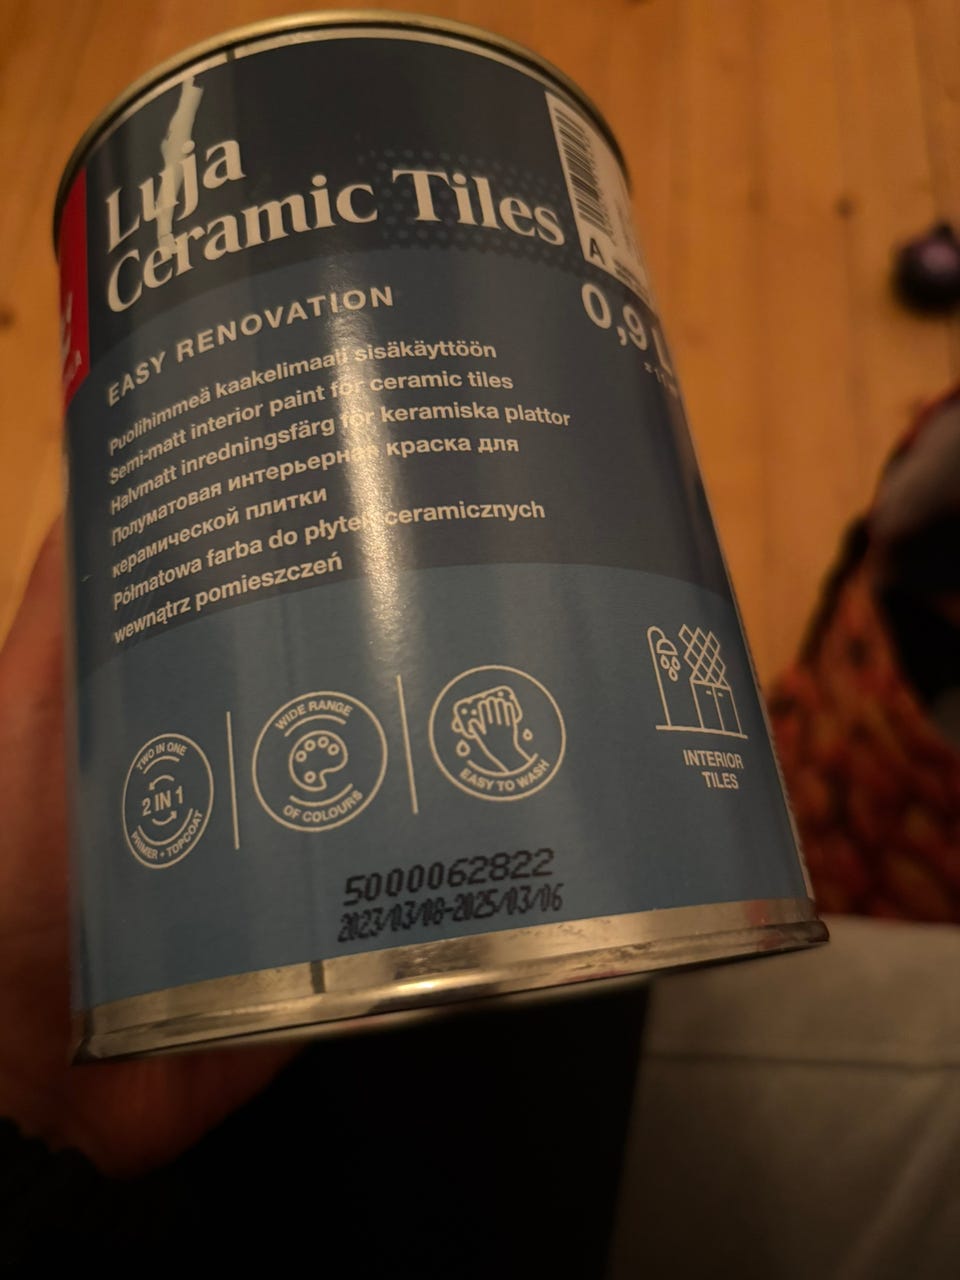 Luja
Ceramic Tiles
A
0,9 L
EASY RENOVATION
Puolihimmeä kaakelimaali sisäkäyttöön
Semi-matt interior paint for ceramic tiles
Halvmatt inredningsfärg för keramiska plattor
Полуматовая интерьерная краска для
керамической плитки
Półmatowa farba do płytek ceramicznych
wewnątrz pomieszczeń
TWO IN ONE
2 IN 1
PRIMER + TOPCOAT
WIDE RANGE
OF COLOURS
EASY TO WASH
INTERIOR
TILES
5000062822
2023/03/08-2025/03/06